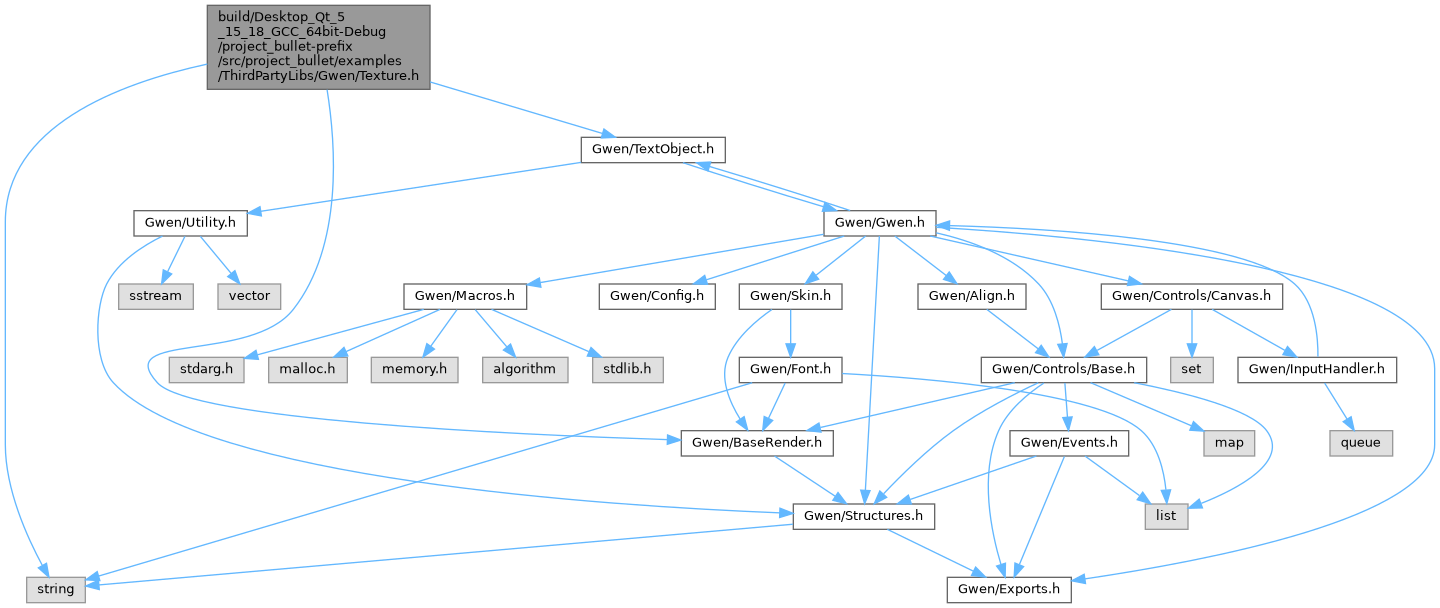 build/Desktop_Qt_5
_15_18_GCC_64bit-Debug
/project_bullet-prefix
/src/project_bullet/examples
/ThirdPartyLibs/Gwen/Texture.h
Gwen/TextObject.h
Gwen/Utility.h
Gwen/Gwen.h
sstream
vector
Gwen/Macros.h
Gwen/Config.h
Gwen/Skin.h
Gwen/Align.h
Gwen/Controls/Canvas.h
stdarg.h
malloc.h
memory.h
algorithm
stdlib.h
Gwen/Font.h
Gwen/Controls/Base.h
set
Gwen/InputHandler.h
Gwen/BaseRender.h
Gwen/Events.h
map
queue
Gwen/Structures.h
list
string
Gwen/Exports.h